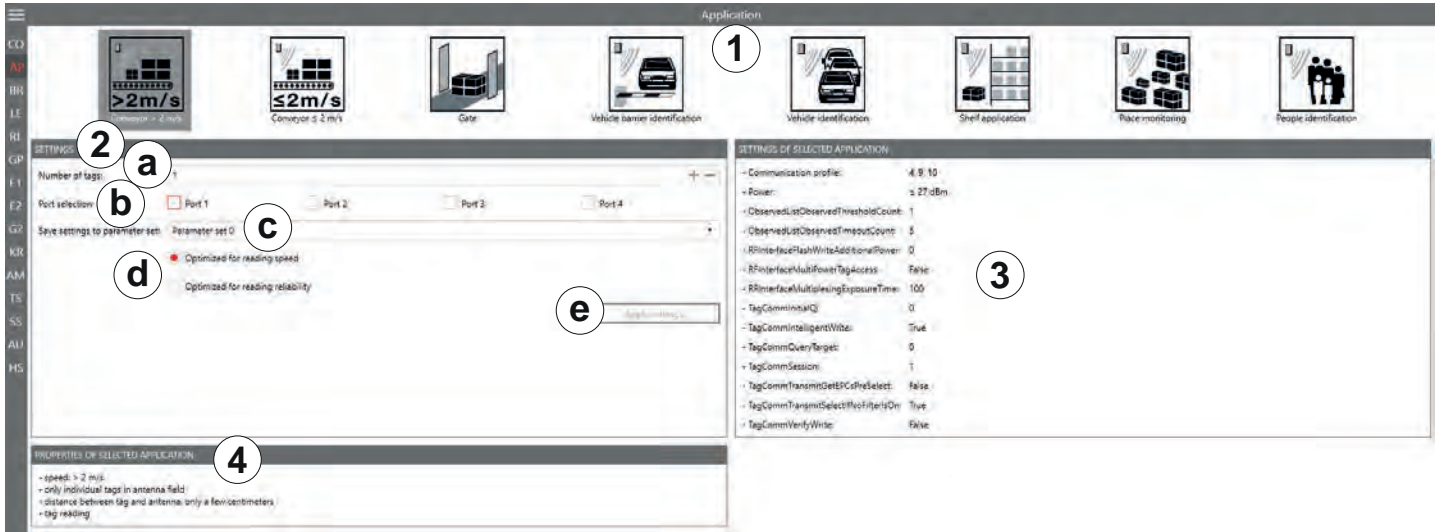 Application
CO
AP
BR
LE
RI
GP
E1
E2
G2
KR
AM
TS
SS
AU
HS
1
>2m/s
≤2m/s
Conveyor > 2 m/s
Conveyor ≤ 2 m/s
Gate
Vehicle barrier identification
Vehicle identification
Shelf application
Place monitoring
People identification
SETTINGS
2
a
Number of tags:
1
+ −
b
Port selection:
Port 1
Port 2
Port 3
Port 4
c
Save settings to parameter set:
Parameter set 0
d
Optimized for reading speed
Optimized for reading reliability
e
SETTINGS OF SELECTED APPLICATION
3
- Communication profile: 4, 9, 10
- Power: ≤ 27 dBm
- ObservedListObservedThresholdCount: 1
- ObservedListObservedTimeoutCount: 5
- RFInterfaceFlashWriteAdditionalPower: 0
- RFInterfaceMultiPowerTagAccess: False
- RFInterfaceMultiplexingExposureTime: 100
- TagCommInitialQ: 0
- TagCommIntelligentWrite: True
- TagCommQueryTarget: 0
- TagCommSession: 1
- TagCommTransmitGetEPCsPreSelect: False
- TagCommTransmitSelectIfNoFilterIsOn: True
- TagCommVerifyWrite: False
PROPERTIES OF SELECTED APPLICATION
4
- speed: > 2 m/s
- only individual tags in antenna field
- distance between tag and antenna: only a few centimeters
- tag reading